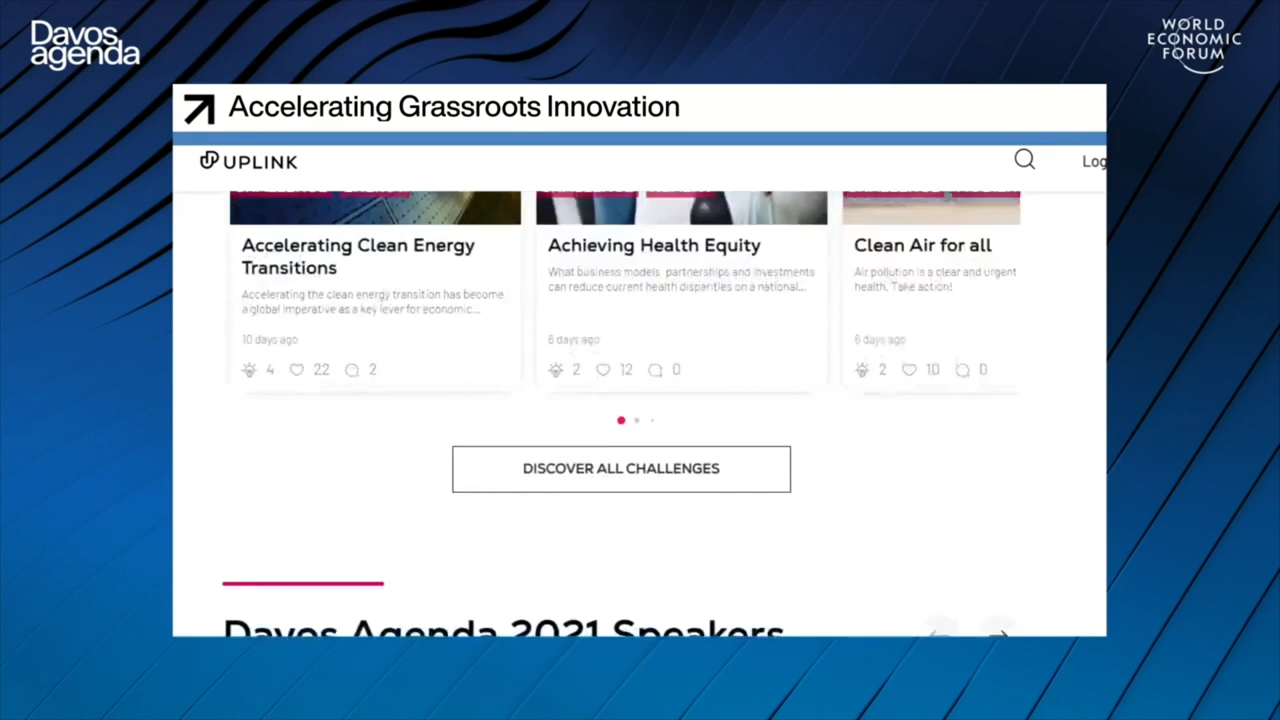 Davos
agenda
WORLD
ECONOMIC
FORUM
Accelerating Grassroots Innovation
UPLINK
Log
Accelerating Clean Energy
Transitions
Accelerating the clean energy transition has become
a global imperative as a key lever for economic...
10 days ago
4 22 2
Achieving Health Equity
What business models, partnerships and investments
can reduce current health disparities on a national...
6 days ago
2 12 0
Clean Air for all
Air pollution is a clear and urgent
health. Take action!
6 days ago
2 10 0
DISCOVER ALL CHALLENGES
Davos Agenda 2021 Speakers